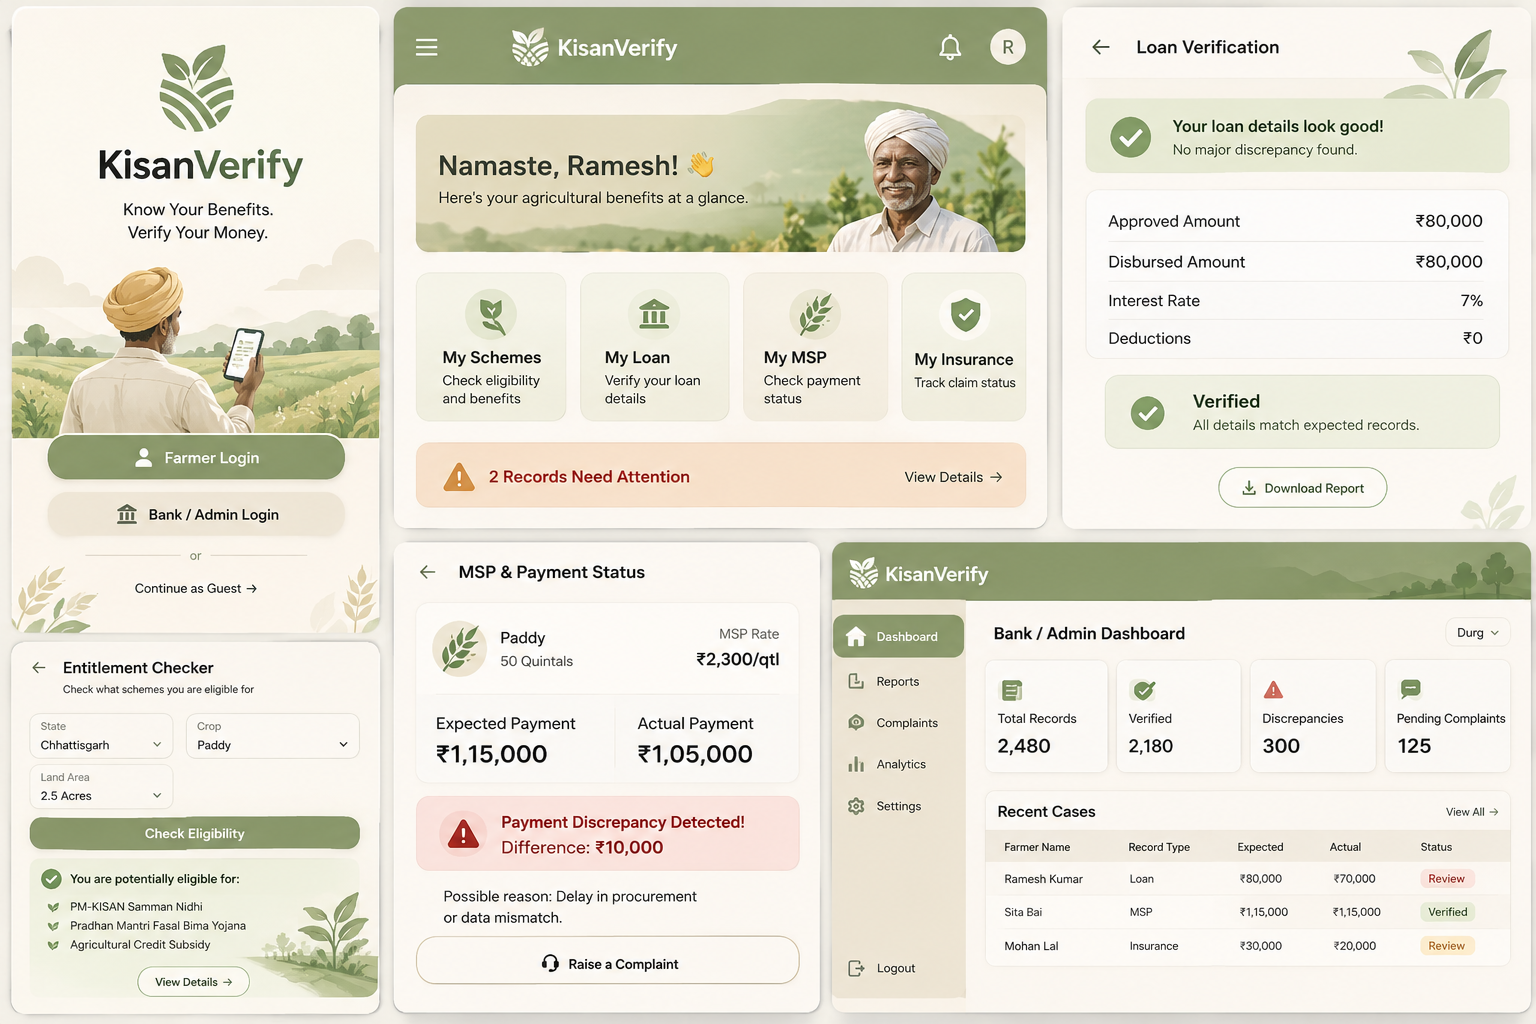 KisanVerify
Know Your Benefits.
Verify Your Money.
Farmer Login
Bank / Admin Login
or
Continue as Guest →
KisanVerify
R
Namaste, Ramesh! 👋
Here's your agricultural benefits at a glance.
My Schemes
Check eligibility
and benefits
My Loan
Verify your loan
details
My MSP
Check payment
status
My Insurance
Track claim status
2 Records Need Attention
View Details →
← Loan Verification
Your loan details look good!
No major discrepancy found.
Approved Amount ₹80,000
Disbursed Amount ₹80,000
Interest Rate 7%
Deductions ₹0
Verified
All details match expected records.
Download Report
← Entitlement Checker
Check what schemes you are eligible for
State
Chhattisgarh
Crop
Paddy
Land Area
2.5 Acres
Check Eligibility
You are potentially eligible for:
PM-KISAN Samman Nidhi
Pradhan Mantri Fasal Bima Yojana
Agricultural Credit Subsidy
View Details →
← MSP & Payment Status
Paddy
50 Quintals
MSP Rate
₹2,300/qtl
Expected Payment
₹1,15,000
Actual Payment
₹1,05,000
Payment Discrepancy Detected!
Difference: ₹10,000
Possible reason: Delay in procurement
or data mismatch.
Raise a Complaint
KisanVerify
Dashboard
Reports
Complaints
Analytics
Settings
Logout
Bank / Admin Dashboard
Durg
Total Records
2,480
Verified
2,180
Discrepancies
300
Pending Complaints
125
Recent Cases
View All →
Farmer Name Record Type Expected Actual Status
Ramesh Kumar Loan ₹80,000 ₹70,000 Review
Sita Bai MSP ₹1,15,000 ₹1,15,000 Verified
Mohan Lal Insurance ₹30,000 ₹20,000 Review